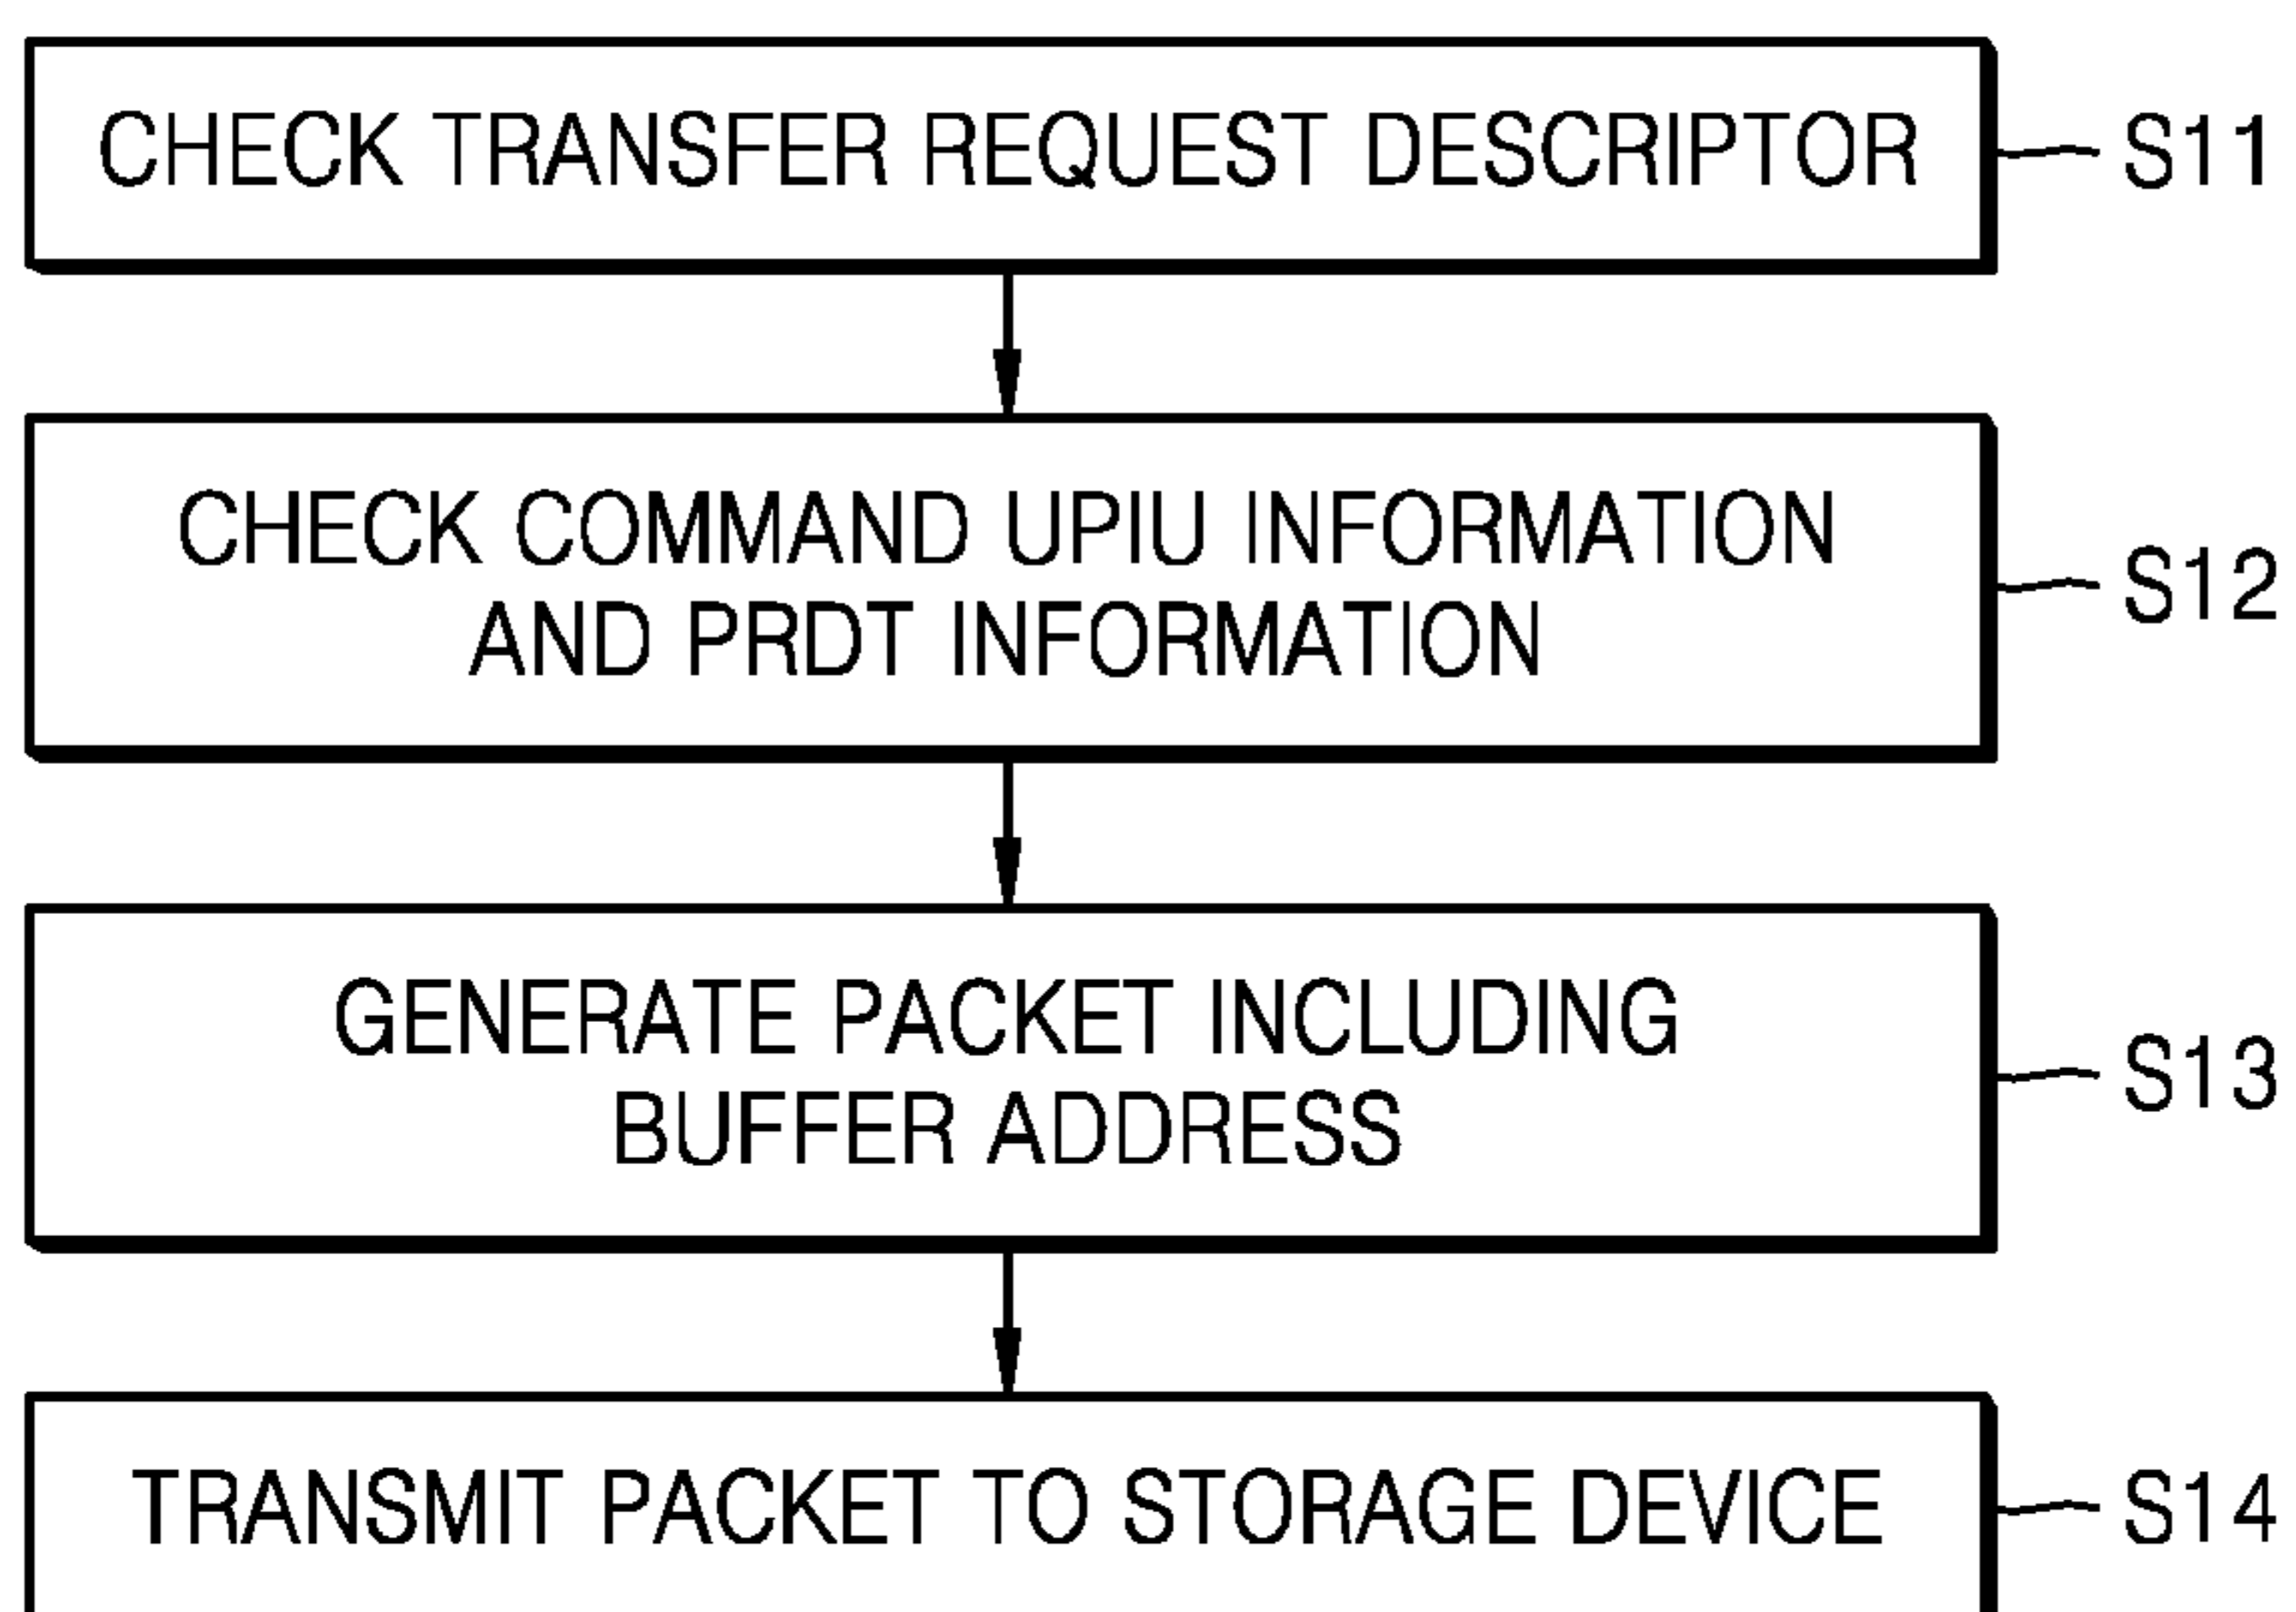 CHECK TRANSFER REQUEST DESCRIPTOR
S11
CHECK COMMAND UPIU INFORMATION
AND PRDT INFORMATION
S12
GENERATE PACKET INCLUDING
BUFFER ADDRESS
S13
TRANSMIT PACKET TO STORAGE DEVICE
S14